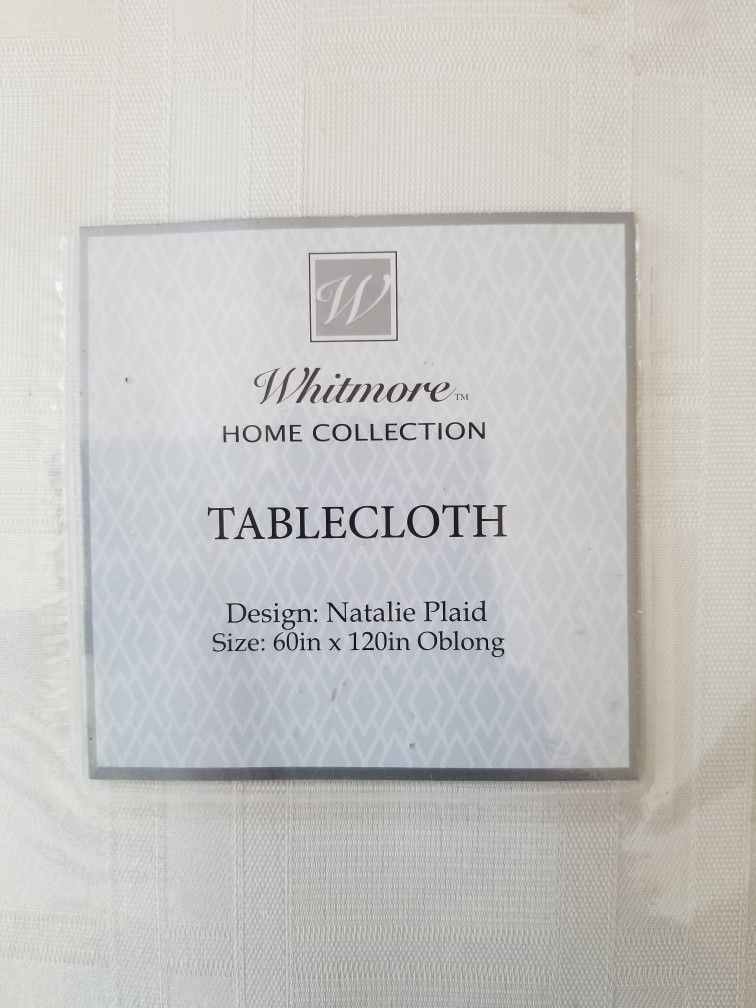 W
Whitmore™
HOME COLLECTION
TABLECLOTH
Design: Natalie Plaid
Size: 60in x 120in Oblong